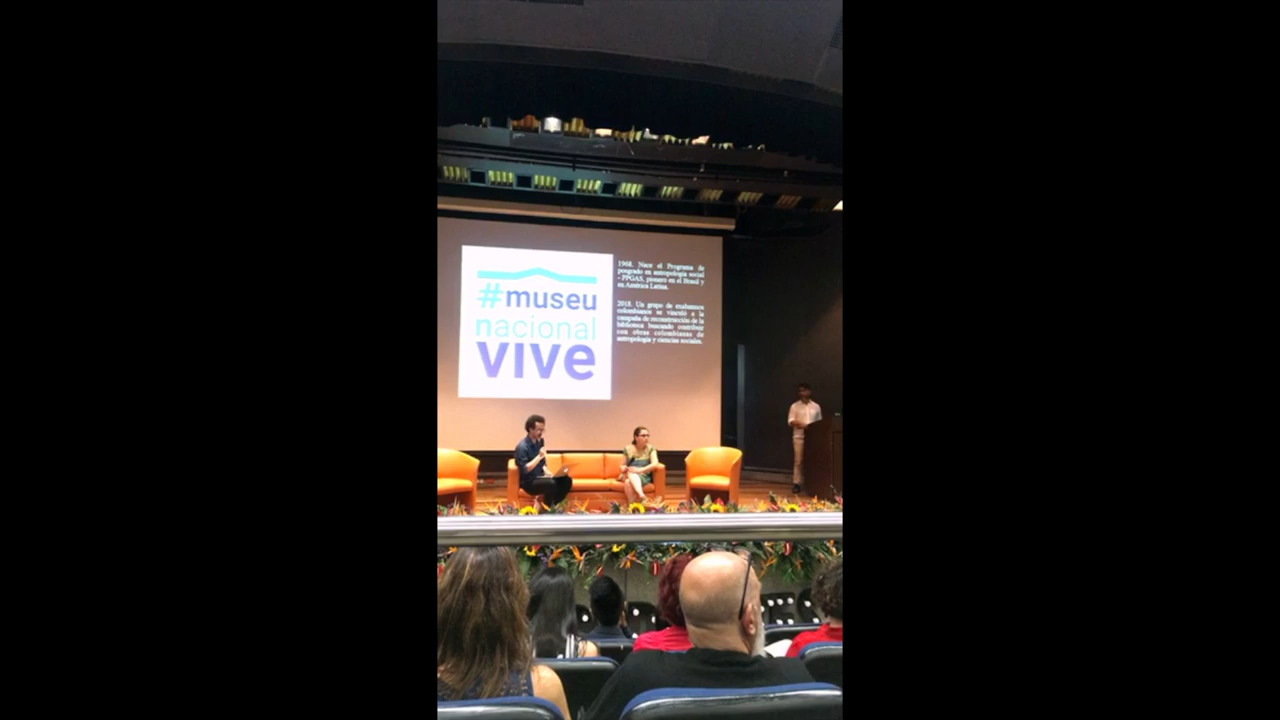 #museu
nacional
vive
1968. Nace el Programa de
posgrado en antropología social
- PPGAS, pionero en el Brasil y
en América Latina.
2018. Un grupo de exalumnos
colombianos se vinculó a la
campaña de reconstrucción de la
biblioteca buscando contribuir
con obras colombianas de
antropología y ciencias sociales.